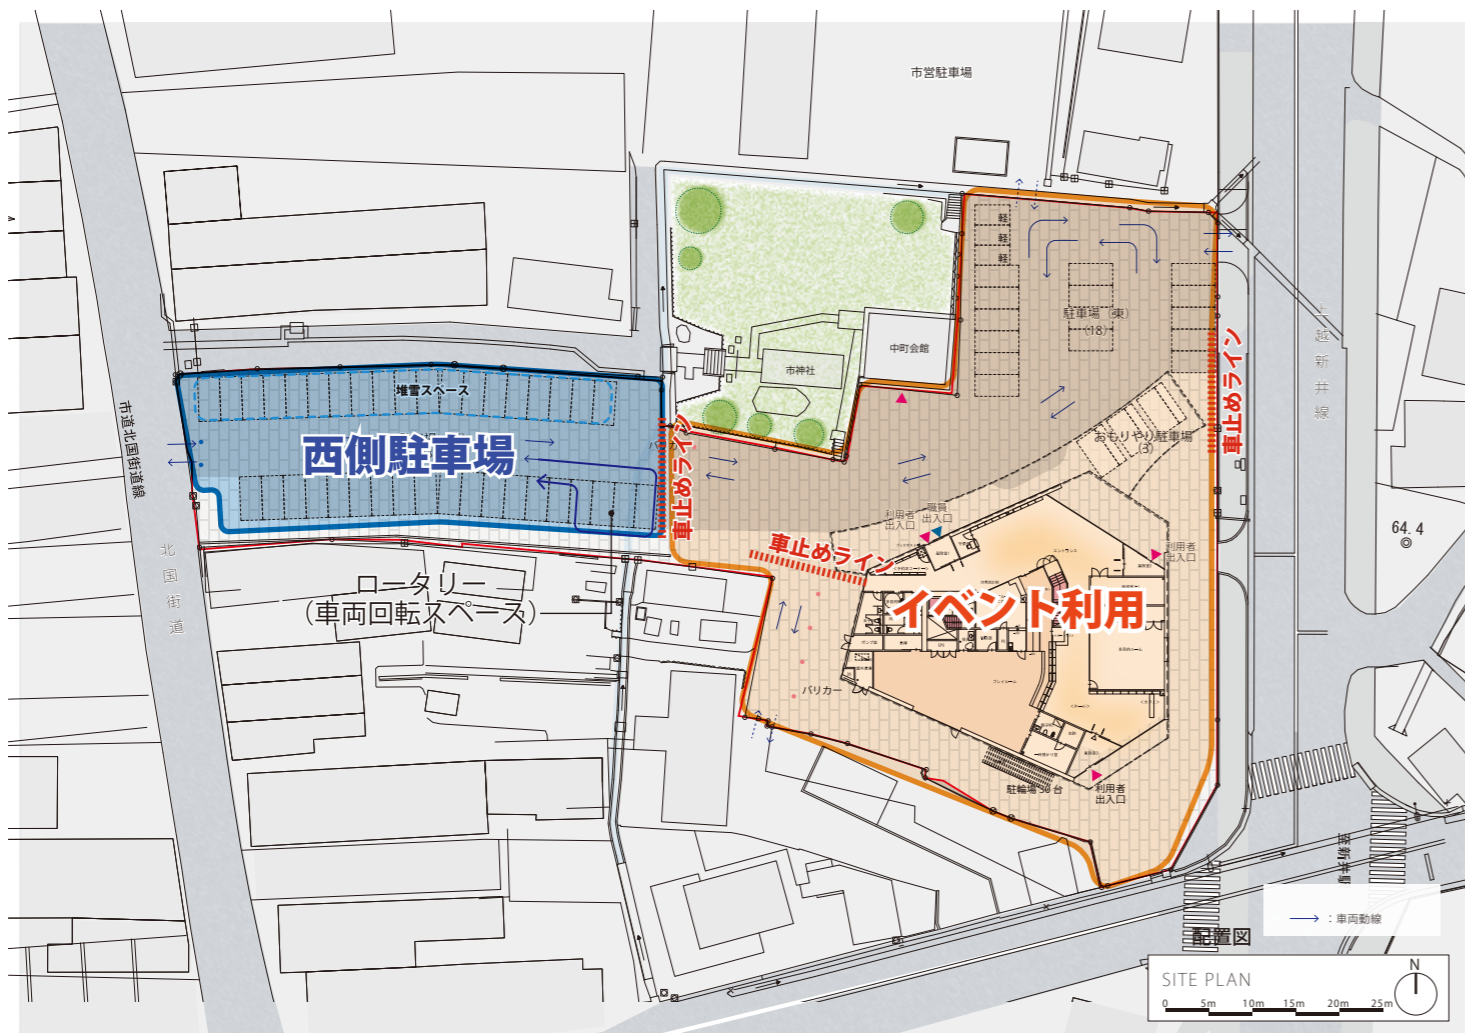 市営駐車場
軽
軽
軽
駐車場（東）
(18)
上越新井線
中町会館
市神社
堆雪スペース
車止めライン
おもいやり駐車場
(3)
西側駐車場
車止めライン
市道北国街道線
北国街道
利用者
出入口
職員
出入口
64.4
車止めライン
利用者
出入口
ロータリー
（車両回転スペース）
イベント利用
バリカー
駐輪場 30 台
利用者
出入口
：車両動線
配置図
SITE PLAN
N
0 5m 10m 15m 20m 25m